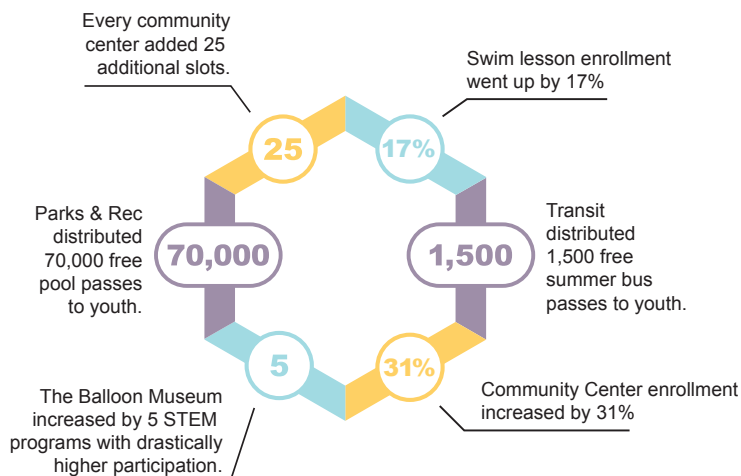 Every community
center added 25
additional slots.
25
17%
Swim lesson enrollment
went up by 17%
Parks & Rec
distributed
70,000 free
pool passes
to youth.
70,000
1,500
Transit
distributed
1,500 free
summer bus
passes to youth.
5
31%
The Balloon Museum
increased by 5 STEM
programs with drastically
higher participation.
Community Center enrollment
increased by 31%